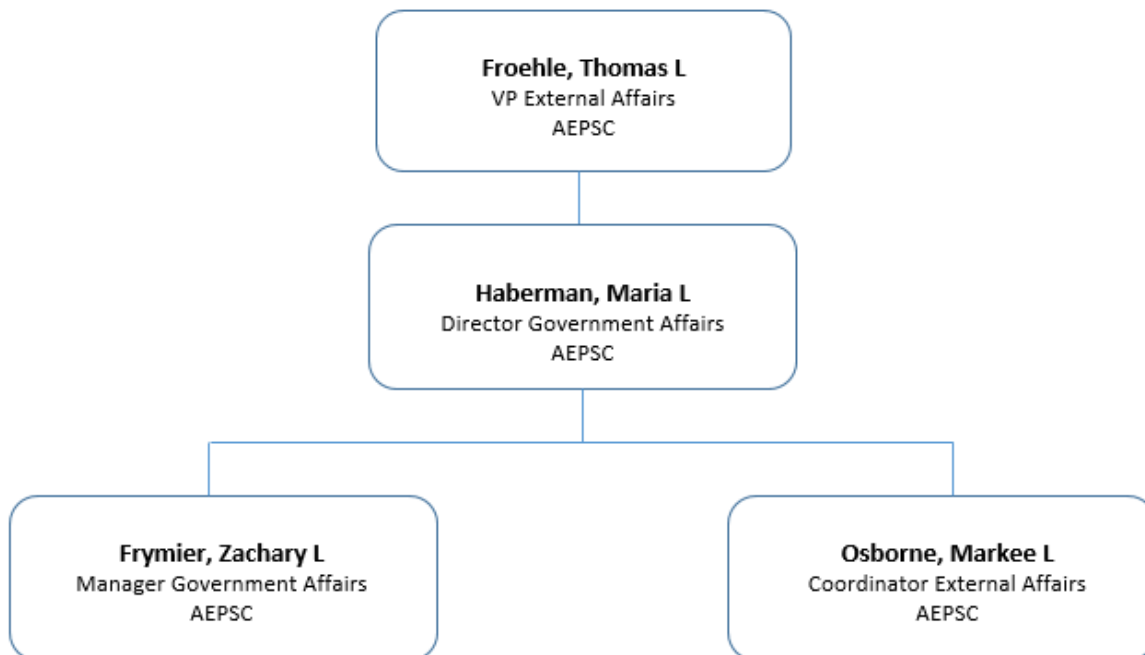 Froehle, Thomas L
VP External Affairs
AEPSC
Haberman, Maria L
Director Government Affairs
AEPSC
Frymier, Zachary L
Manager Government Affairs
AEPSC
Osborne, Markee L
Coordinator External Affairs
AEPSC